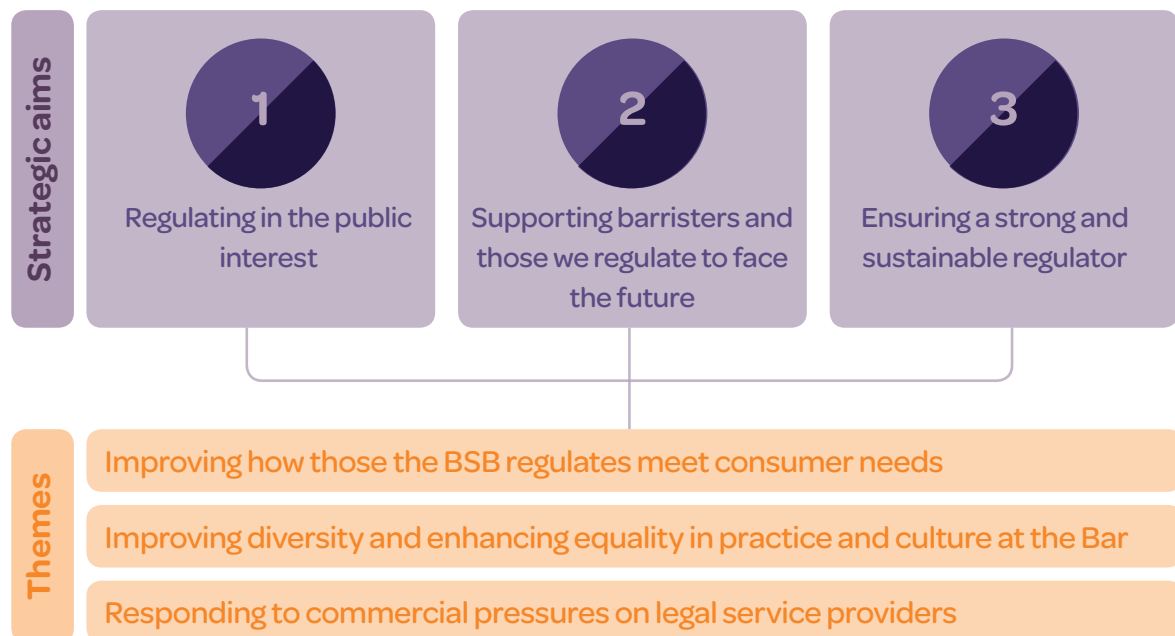 Strategic aims
1
Regulating in the public
interest
2
Supporting barristers and
those we regulate to face
the future
3
Ensuring a strong and
sustainable regulator
Themes
Improving how those the BSB regulates meet consumer needs
Improving diversity and enhancing equality in practice and culture at the Bar
Responding to commercial pressures on legal service providers